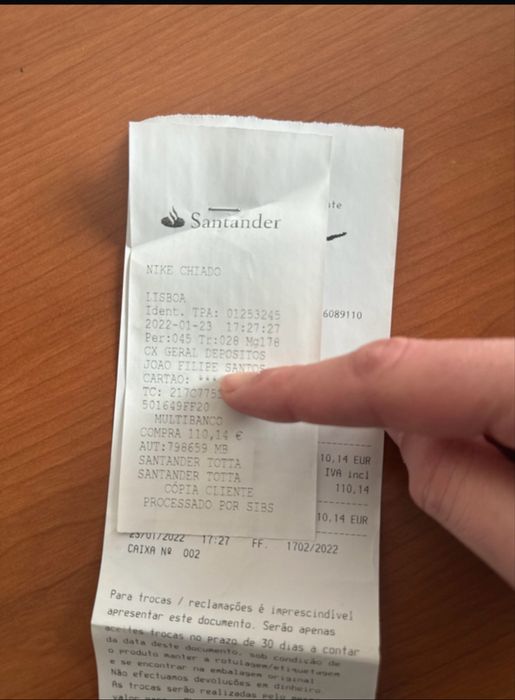 Santander
NIKE CHIADO
LISBOA
Ident. TPA: 01253245
2022-01-23 17:27:27
Per:045 Tr:028 Mg178
CX GERAL DEPOSITOS
JOAO FILIPE SANTOS
CARTAO: ***
TC: 2170775
501649FF20
MULTIBANCO
COMPRA 110,14 €
AUT:798659 MB
SANTANDER TOTTA
SANTANDER TOTTA
CÓPIA CLIENTE
PROCESSADO POR SIBS
nte
6089110
10,14 EUR
IVA incl
110,14
10,14 EUR
23/01/2022 17:27 FF. 1702/2022
CAIXA Nº 002
Para trocas / reclamações é imprescindível
apresentar este documento. Serão apenas
aceites trocas no prazo de 30 dias a contar
da data deste documento, sob condição de
o produto manter a rotulagem/etiquetagem
e se encontrar na embalagem original
Não efectuamos devoluções em dinheiro
As trocas serão realizadas pelo